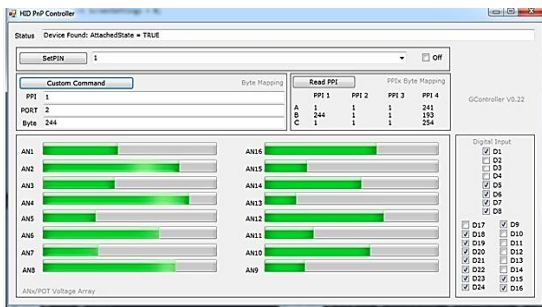 HID PnP Controller
Status Device Found: AttachedState = TRUE
SetPIN 1 Off
Custom Command Byte Mapping
PPI 1
PORT 2
Byte 244
Read PPI PPIx Byte Mapping
PPI 1 PPI 2 PPI 3 PPI 4
A 1 1 1 241
B 244 1 1 193
C 1 1 1 254
GController V0.22
AN1 AN16
AN2 AN15
AN3 AN14
AN4 AN13
AN5 AN12
AN6 AN11
AN7 AN10
AN8 AN9
ANx/POT Voltage Array
Digital Input
D1
D2
D3
D4
D5
D6
D7
D8
D17 D9
D18 D10
D19 D11
D20 D12
D21 D13
D22 D14
D23 D15
D24 D16